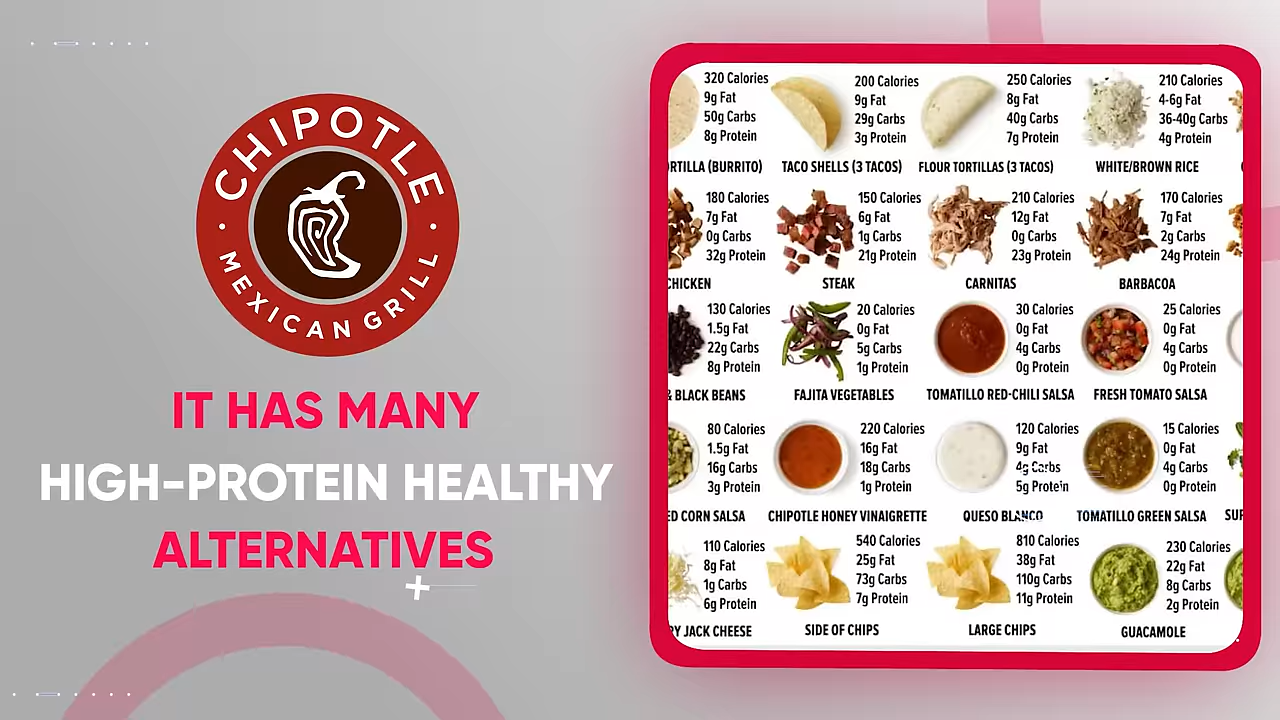 CHIPOTLE
MEXICAN GRILL
IT HAS MANY
HIGH-PROTEIN HEALTHY
ALTERNATIVES
320 Calories
9g Fat
50g Carbs
8g Protein
RTILLA (BURRITO)
200 Calories
9g Fat
29g Carbs
3g Protein
TACO SHELLS (3 TACOS)
250 Calories
8g Fat
40g Carbs
7g Protein
FLOUR TORTILLAS (3 TACOS)
210 Calories
4-6g Fat
36-40g Carbs
4g Protein
WHITE/BROWN RICE
180 Calories
7g Fat
0g Carbs
32g Protein
CHICKEN
150 Calories
6g Fat
1g Carbs
21g Protein
STEAK
210 Calories
12g Fat
0g Carbs
23g Protein
CARNITAS
170 Calories
7g Fat
2g Carbs
24g Protein
BARBACOA
130 Calories
1.5g Fat
22g Carbs
8g Protein
& BLACK BEANS
20 Calories
0g Fat
5g Carbs
1g Protein
FAJITA VEGETABLES
30 Calories
0g Fat
4g Carbs
0g Protein
TOMATILLO RED-CHILI SALSA
25 Calories
0g Fat
4g Carbs
0g Protein
FRESH TOMATO SALSA
80 Calories
1.5g Fat
16g Carbs
3g Protein
ED CORN SALSA
220 Calories
16g Fat
18g Carbs
1g Protein
CHIPOTLE HONEY VINAIGRETTE
120 Calories
9g Fat
4g Carbs
5g Protein
QUESO BLANCO
15 Calories
0g Fat
4g Carbs
0g Protein
TOMATILLO GREEN SALSA
SUP
110 Calories
8g Fat
1g Carbs
6g Protein
RY JACK CHEESE
540 Calories
25g Fat
73g Carbs
7g Protein
SIDE OF CHIPS
810 Calories
38g Fat
110g Carbs
11g Protein
LARGE CHIPS
230 Calories
22g Fat
8g Carbs
2g Protein
GUACAMOLE